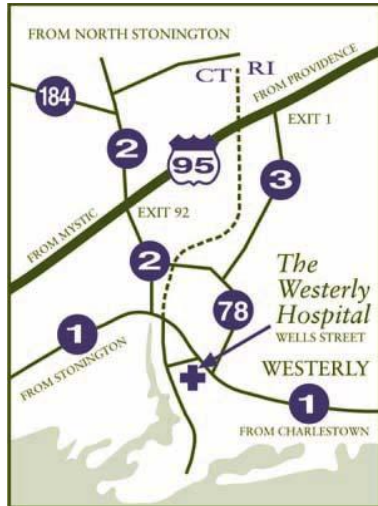 FROM NORTH STONINGTON
CT RI
FROM PROVIDENCE
184
EXIT 1
2
95
3
FROM MYSTIC
EXIT 92
2
The
Westerly
Hospital
WELLS STREET
78
1
WESTERLY
FROM STONINGTON
1
FROM CHARLESTOWN